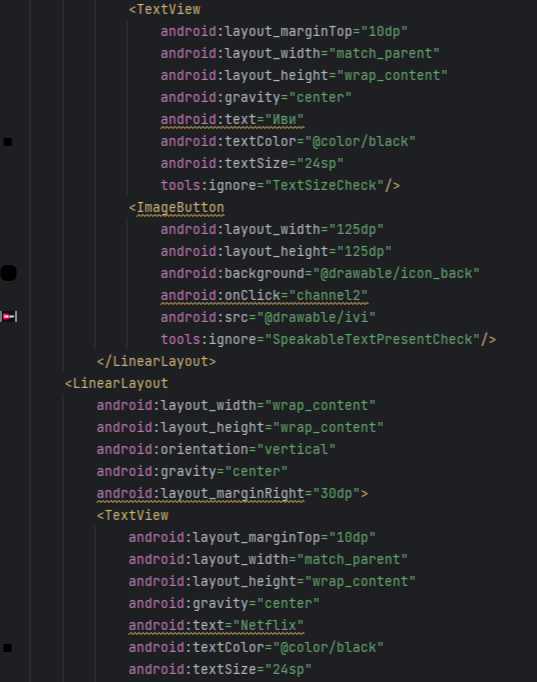 <TextView
android:layout_marginTop="10dp"
android:layout_width="match_parent"
android:layout_height="wrap_content"
android:gravity="center"
android:text="Иви"
android:textColor="@color/black"
android:textSize="24sp"
tools:ignore="TextSizeCheck"/>
<ImageButton
android:layout_width="125dp"
android:layout_height="125dp"
android:background="@drawable/icon_back"
android:onClick="channel2"
android:src="@drawable/ivi"
tools:ignore="SpeakableTextPresentCheck"/>
</LinearLayout>
<LinearLayout
android:layout_width="wrap_content"
android:layout_height="wrap_content"
android:orientation="vertical"
android:gravity="center"
android:layout_marginRight="30dp">
<TextView
android:layout_marginTop="10dp"
android:layout_width="match_parent"
android:layout_height="wrap_content"
android:gravity="center"
android:text="Netflix"
android:textColor="@color/black"
android:textSize="24sp"